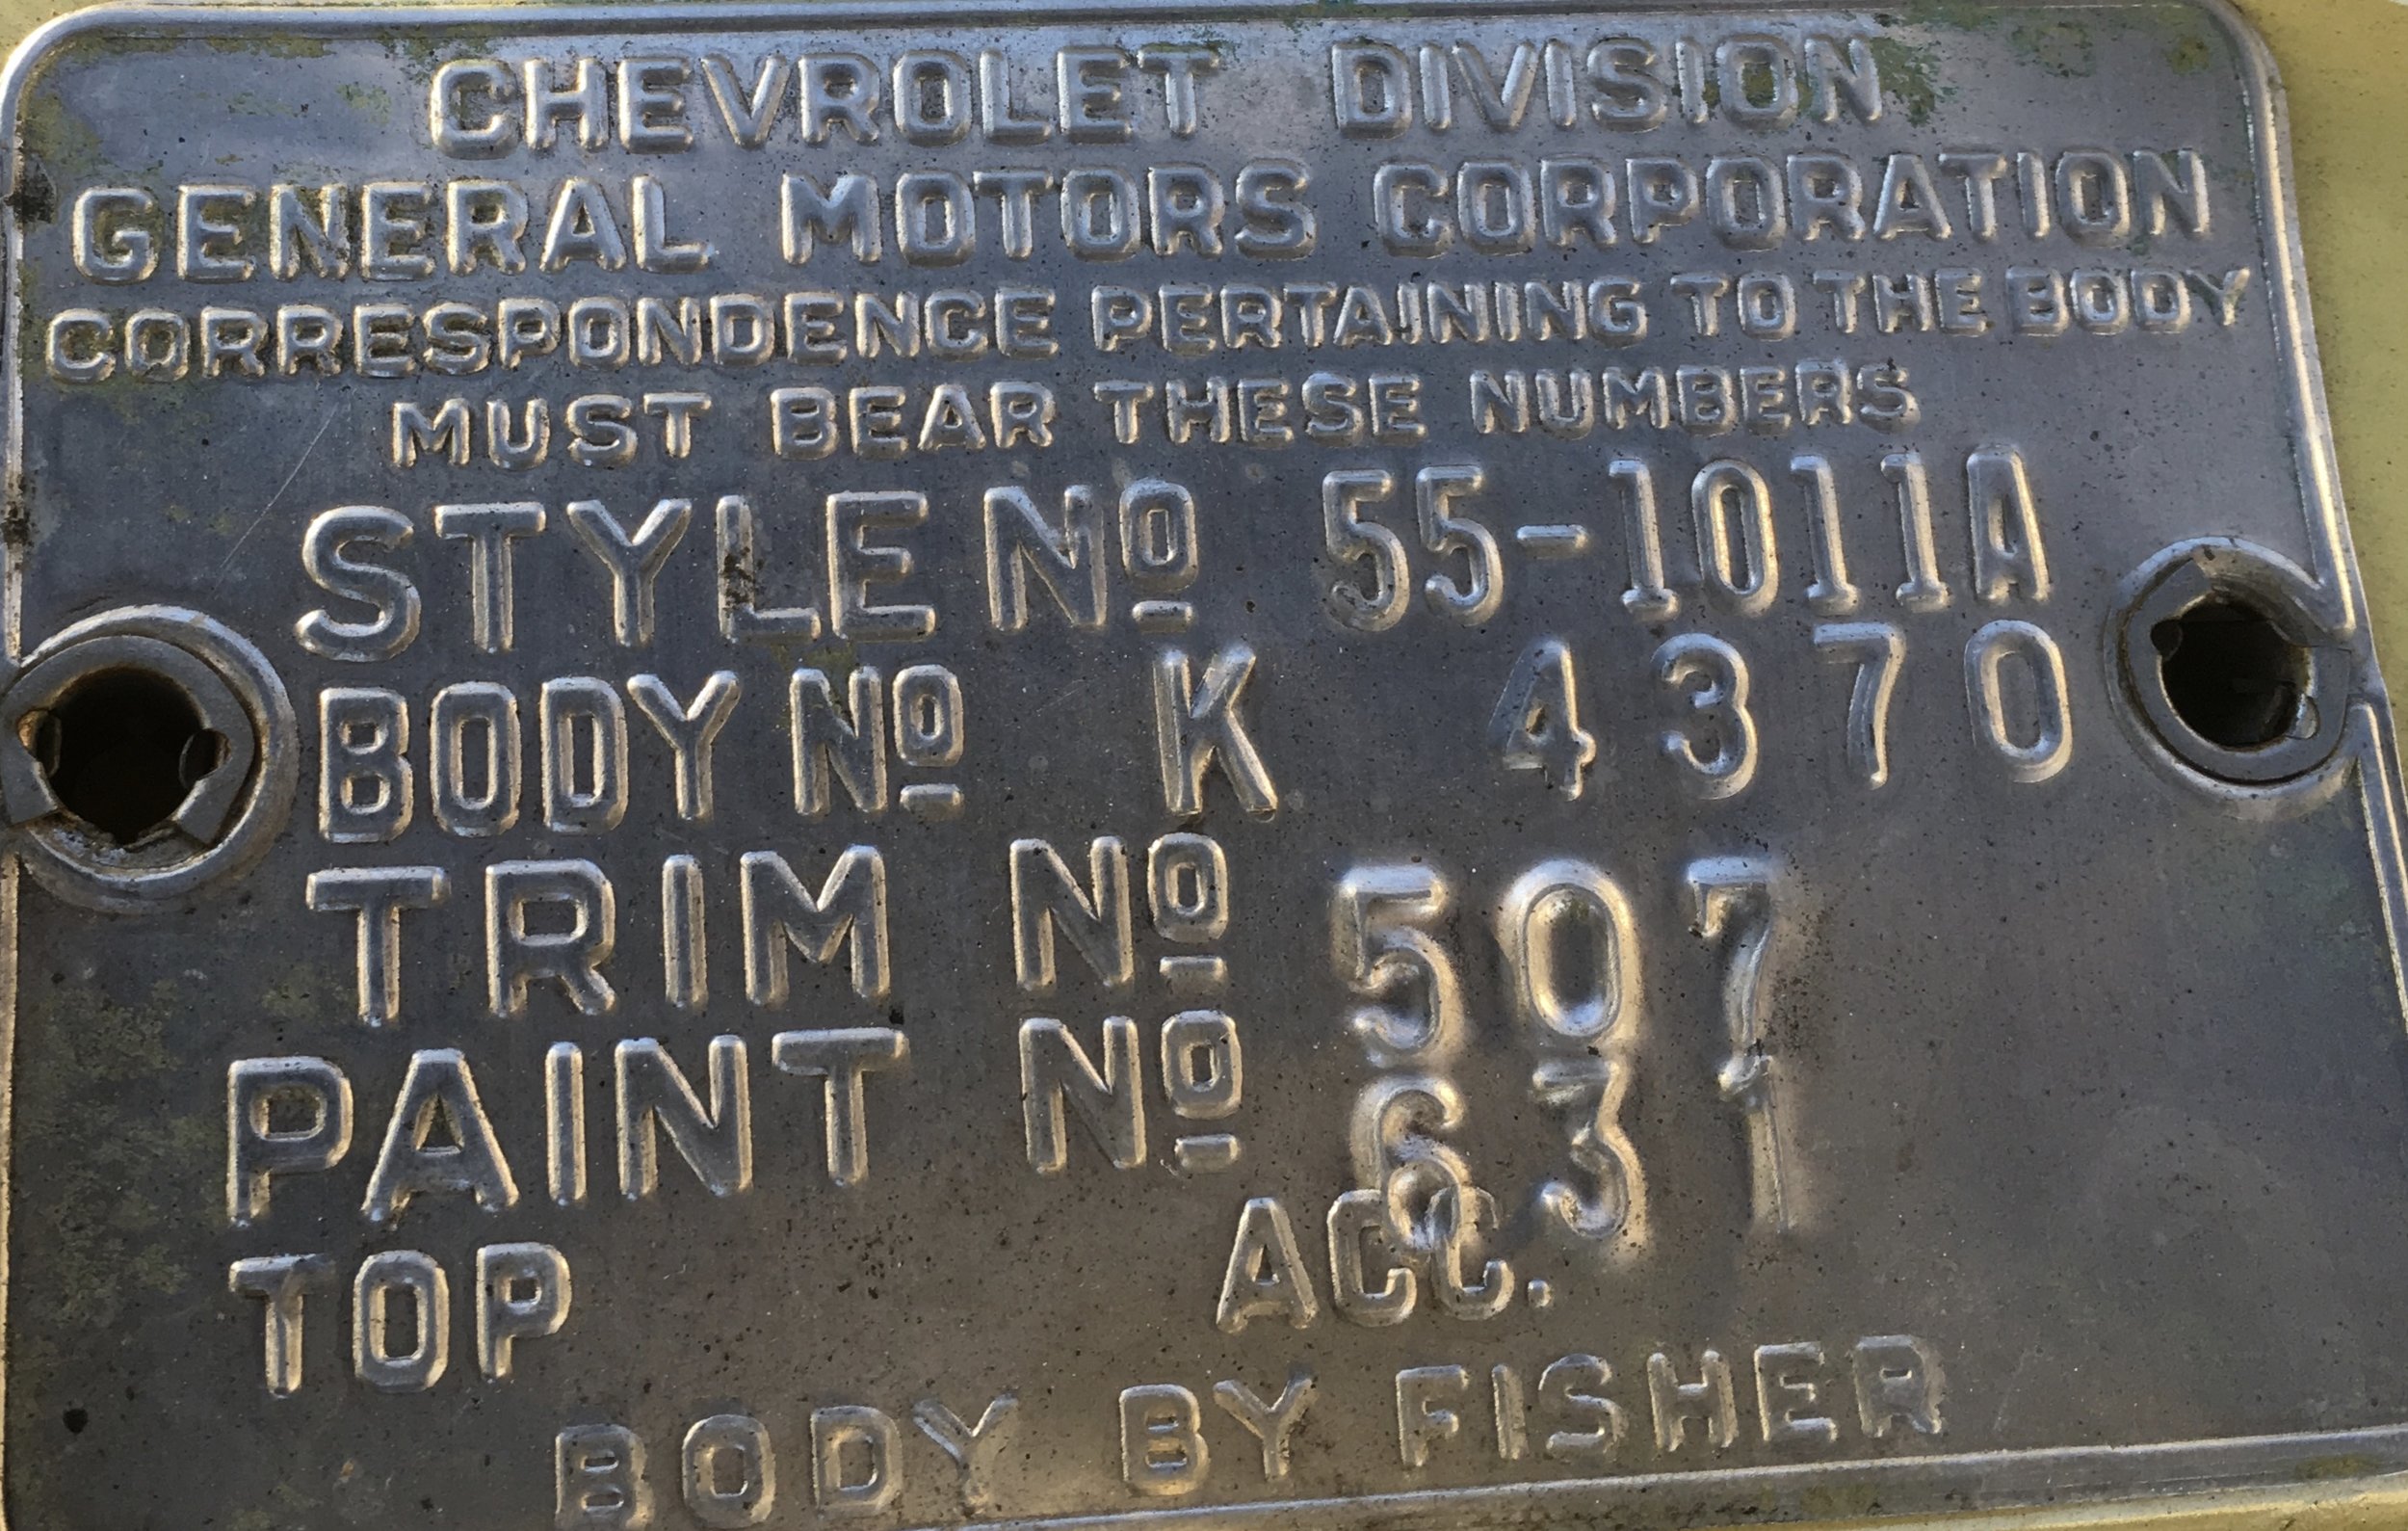 CHEVROLET DIVISION
GENERAL MOTORS CORPORATION
CORRESPONDENCE PERTAINING TO THE BODY
MUST BEAR THESE NUMBERS
STYLE Nº 55-1011A
BODY Nº K 4370
TRIM Nº 507
PAINT Nº 631
TOP ACC.
BODY BY FISHER